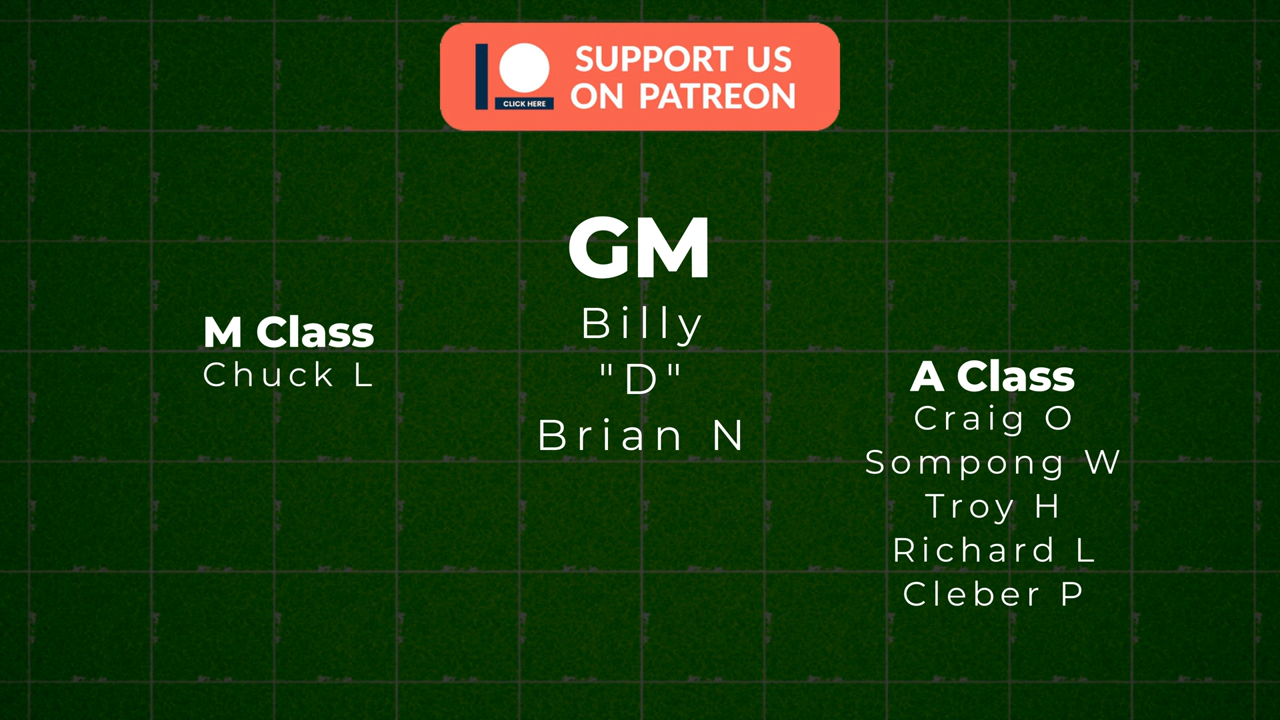 SUPPORT US
ON PATREON
CLICK HERE
GM
Billy
"D"
Brian N
M Class
Chuck L
A Class
Craig O
Sompong W
Troy H
Richard L
Cleber P